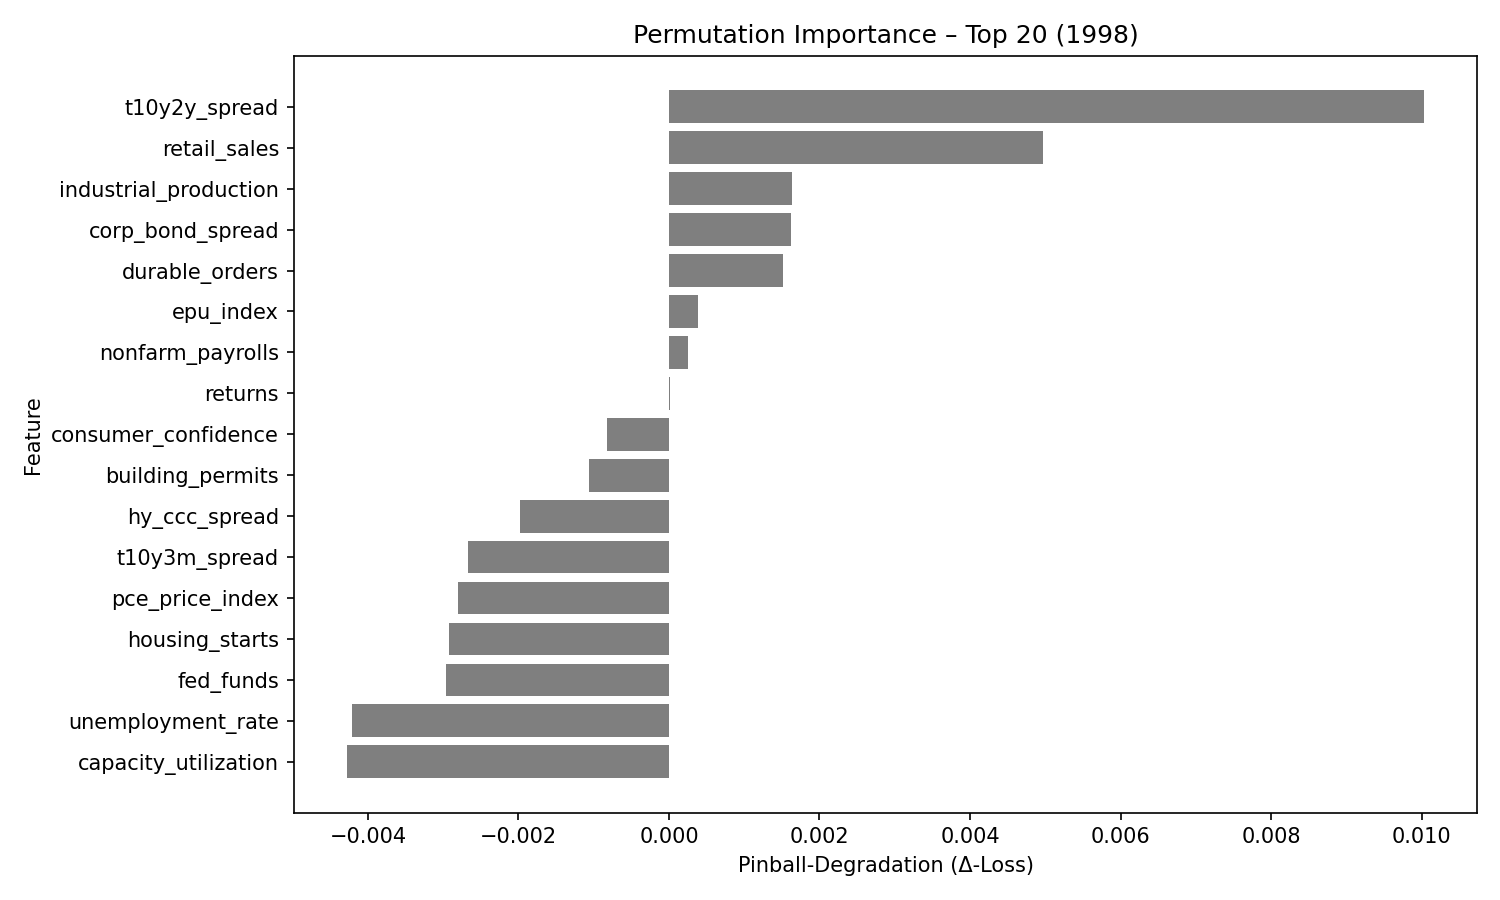 Permutation Importance – Top 20 (1998)
t10y2y_spread
retail_sales
industrial_production
corp_bond_spread
durable_orders
epu_index
nonfarm_payrolls
returns
consumer_confidence
building_permits
hy_ccc_spread
t10y3m_spread
pce_price_index
housing_starts
fed_funds
unemployment_rate
capacity_utilization
Feature
−0.004 −0.002 0.000 0.002 0.004 0.006 0.008 0.010
Pinball-Degradation (Δ-Loss)